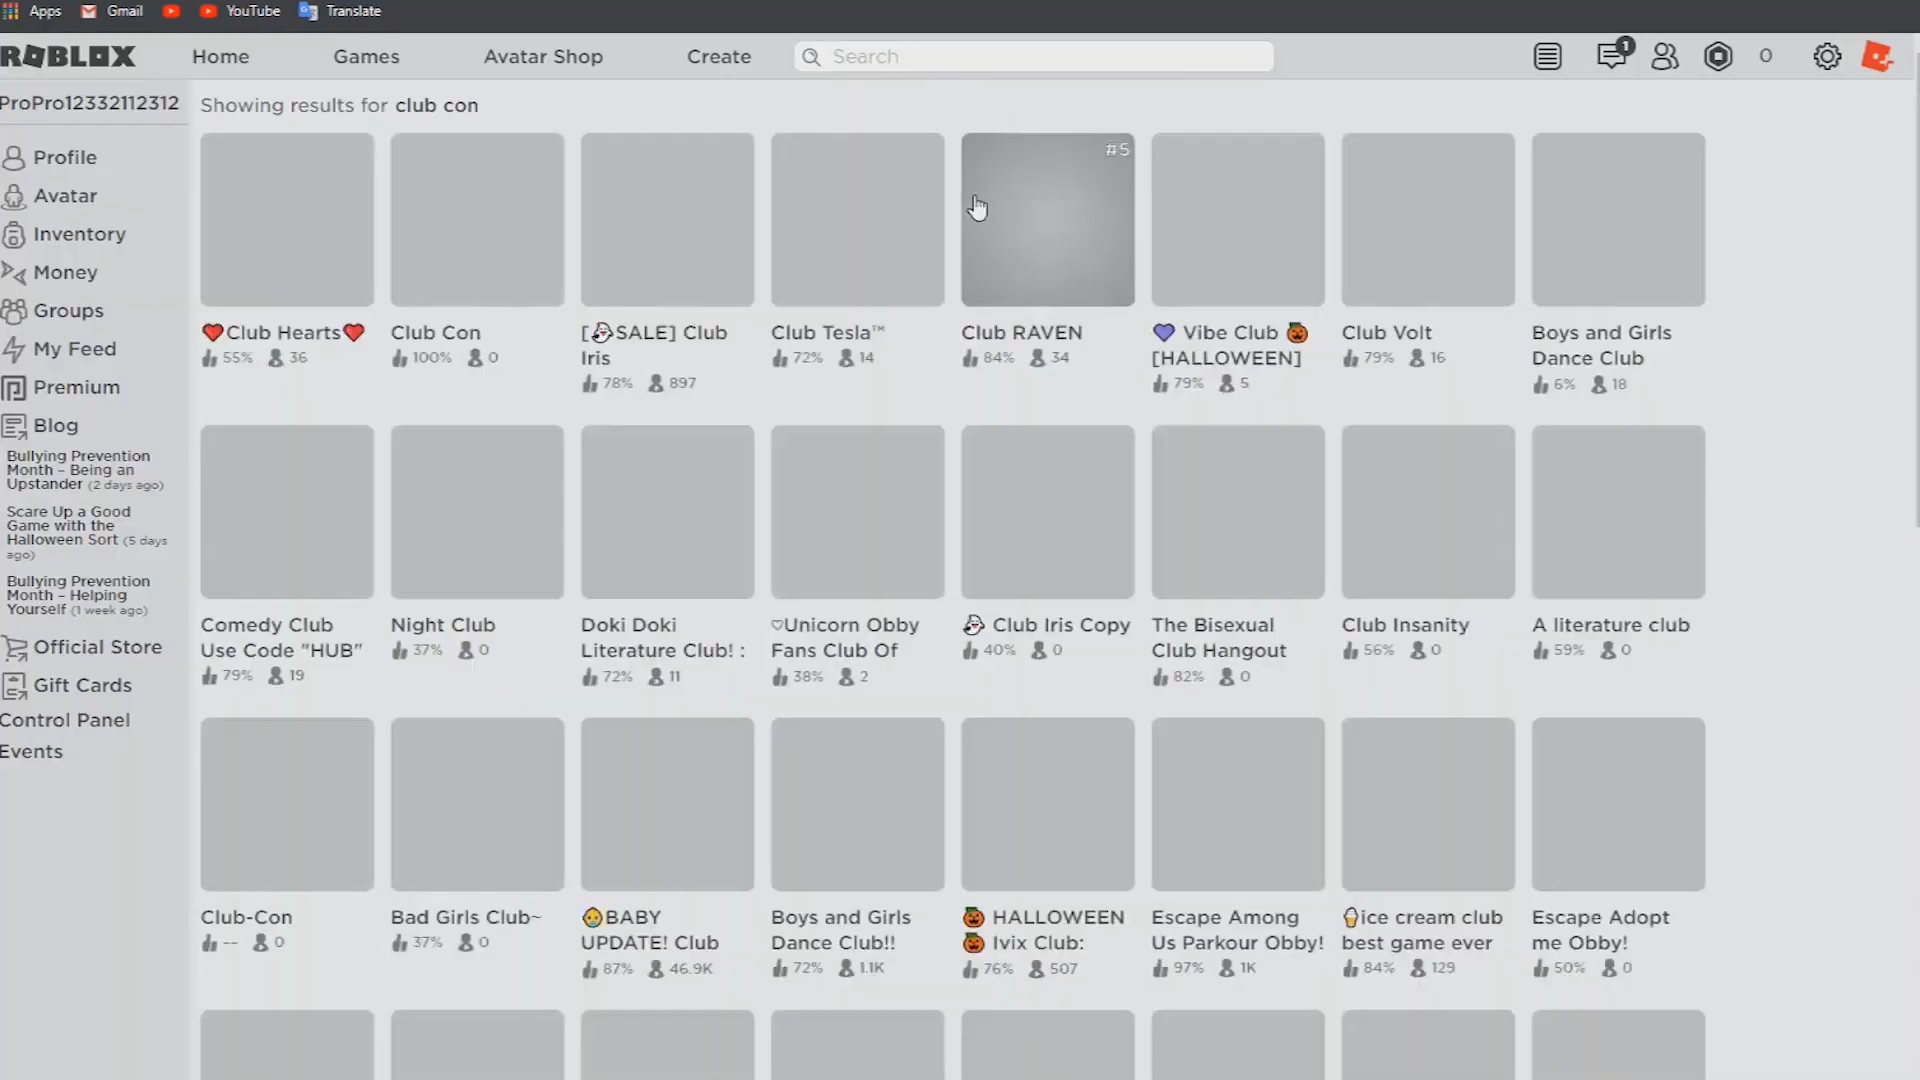 Apps Gmail YouTube Translate
ROBLOX Home Games Avatar Shop Create Search 1 0
ProPro12332112312
Profile
Avatar
Inventory
Money
Groups
My Feed
Premium
Blog
Bullying Prevention
Month – Being an
Upstander (2 days ago)
Scare Up a Good
Game with the
Halloween Sort (5 days
ago)
Bullying Prevention
Month – Helping
Yourself (1 week ago)
Official Store
Gift Cards
Control Panel
Events
Showing results for club con
#5
❤️Club Hearts❤️
55% 36
Club Con
100% 0
[👻SALE] Club
Iris
78% 897
Club Tesla™
72% 14
Club RAVEN
84% 34
💜 Vibe Club 🎃
[HALLOWEEN]
79% 5
Club Volt
79% 16
Boys and Girls
Dance Club
6% 18
Comedy Club
Use Code "HUB"
79% 19
Night Club
37% 0
Doki Doki
Literature Club! :
72% 11
♡Unicorn Obby
Fans Club Of
38% 2
👻 Club Iris Copy
40% 0
The Bisexual
Club Hangout
82% 0
Club Insanity
56% 0
A literature club
59% 0
Club-Con
-- 0
Bad Girls Club~
37% 0
👶BABY
UPDATE! Club
87% 46.9K
Boys and Girls
Dance Club!!
72% 1.1K
🎃 HALLOWEEN
🎃 Ivix Club:
76% 507
Escape Among
Us Parkour Obby!
97% 1K
🍦ice cream club
best game ever
84% 129
Escape Adopt
me Obby!
50% 0